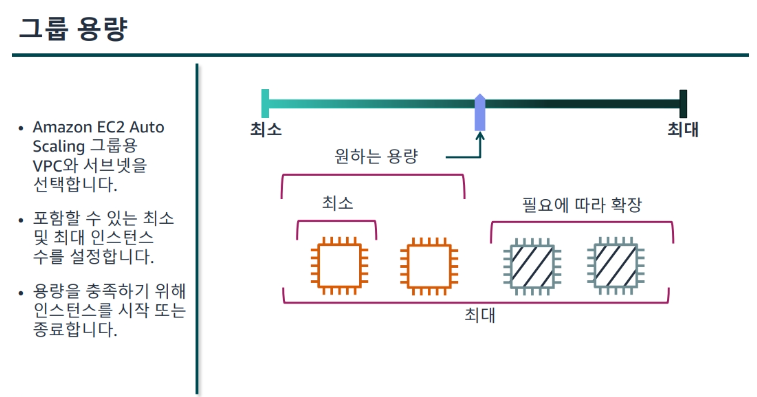 그룹 용량
• Amazon EC2 Auto
Scaling 그룹용
VPC와 서브넷을
선택합니다.
• 포함할 수 있는 최소
및 최대 인스턴스
수를 설정합니다.
• 용량을 충족하기 위해
인스턴스를 시작 또는
종료합니다.
최소
최대
원하는 용량
최소
필요에 따라 확장
최대